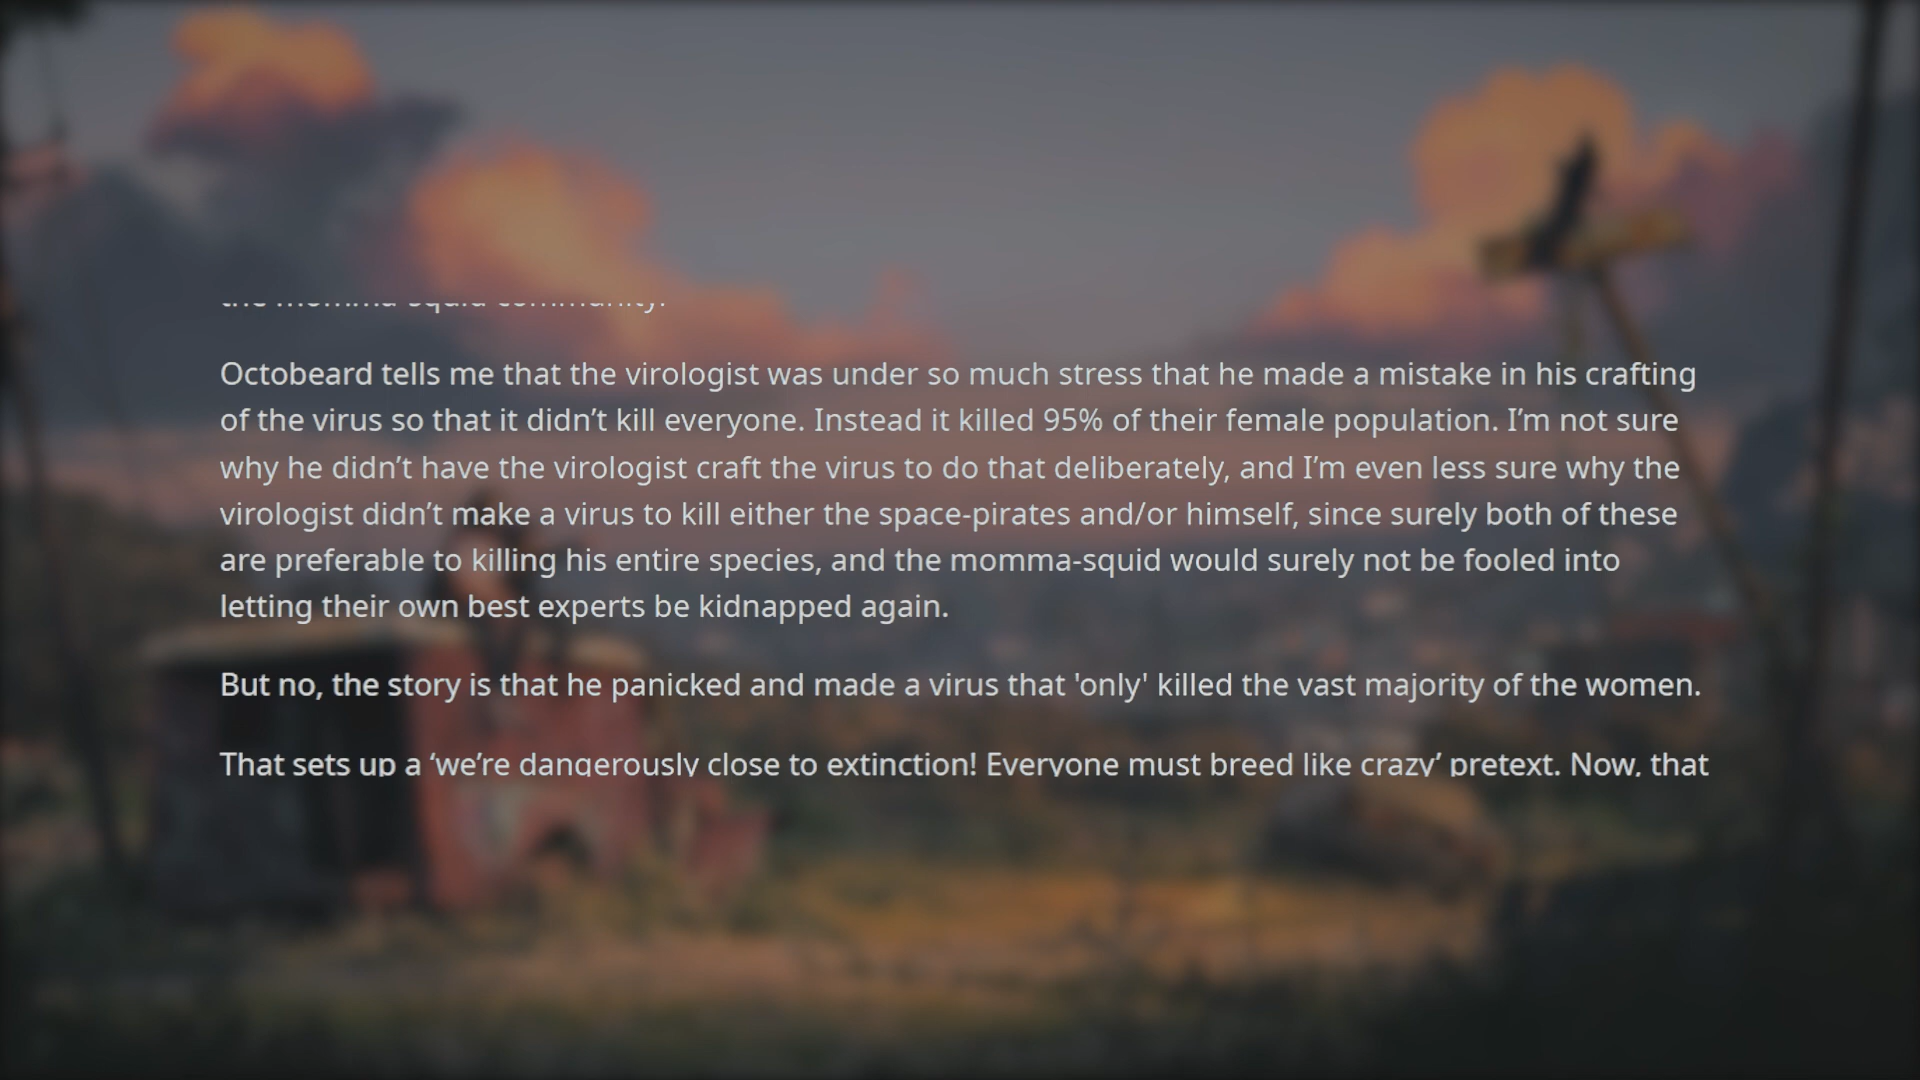 the momma-squid community.
Octobeard tells me that the virologist was under so much stress that he made a mistake in his crafting
of the virus so that it didn’t kill everyone. Instead it killed 95% of their female population. I’m not sure
why he didn’t have the virologist craft the virus to do that deliberately, and I’m even less sure why the
virologist didn’t make a virus to kill either the space-pirates and/or himself, since surely both of these
are preferable to killing his entire species, and the momma-squid would surely not be fooled into
letting their own best experts be kidnapped again.
But no, the story is that he panicked and made a virus that 'only' killed the vast majority of the women.
That sets up a ‘we’re dangerously close to extinction! Everyone must breed like crazy’ pretext. Now, that